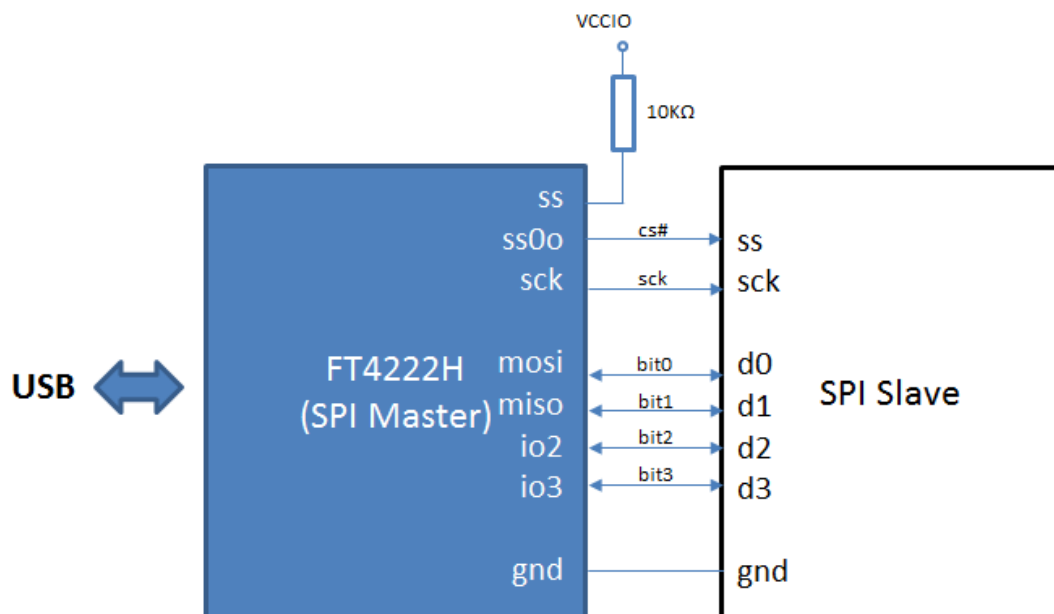 VCCIO
10KΩ
ss
ss0o
cs#
ss
sck
sck
sck
mosi
bit0
d0
USB
FT4222H
(SPI Master)
miso
bit1
d1
SPI Slave
io2
bit2
d2
io3
bit3
d3
gnd
gnd